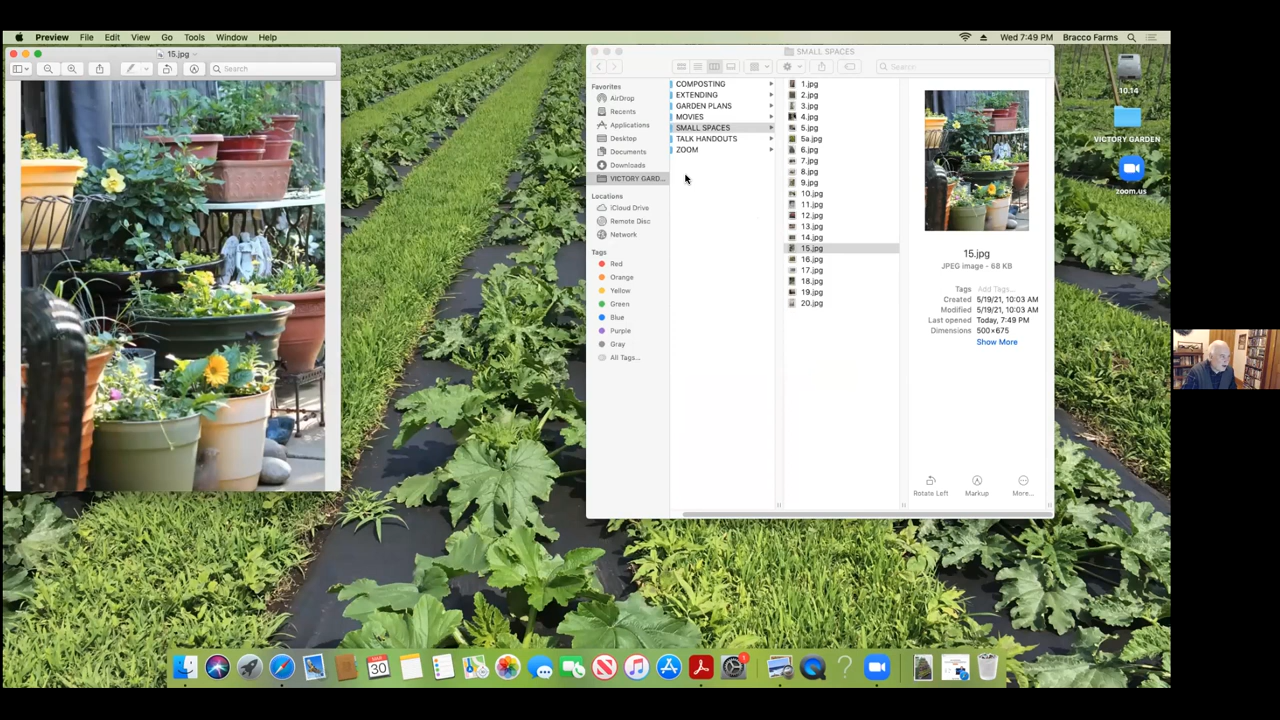 Preview File Edit View Go Tools Window Help
Wed 7:49 PM Bracco Farms
15.jpg
Search
SMALL SPACES
Search
Favorites
AirDrop
Recents
Applications
Desktop
Documents
Downloads
VICTORY GARD...
Locations
iCloud Drive
Remote Disc
Network
Tags
Red
Orange
Yellow
Green
Blue
Purple
Gray
All Tags...
COMPOSTING
EXTENDING
GARDEN PLANS
MOVIES
SMALL SPACES
TALK HANDOUTS
ZOOM
1.jpg
2.jpg
3.jpg
4.jpg
5.jpg
5a.jpg
6.jpg
7.jpg
8.jpg
9.jpg
10.jpg
11.jpg
12.jpg
13.jpg
14.jpg
15.jpg
16.jpg
17.jpg
18.jpg
19.jpg
20.jpg
15.jpg
JPEG image - 68 KB
Tags Add Tags...
Created 5/19/21, 10:03 AM
Modified 5/19/21, 10:03 AM
Last opened Today, 7:49 PM
Dimensions 500×675
Show More
Rotate Left Markup More...
10.14
VICTORY GARDEN
zoom.us
30